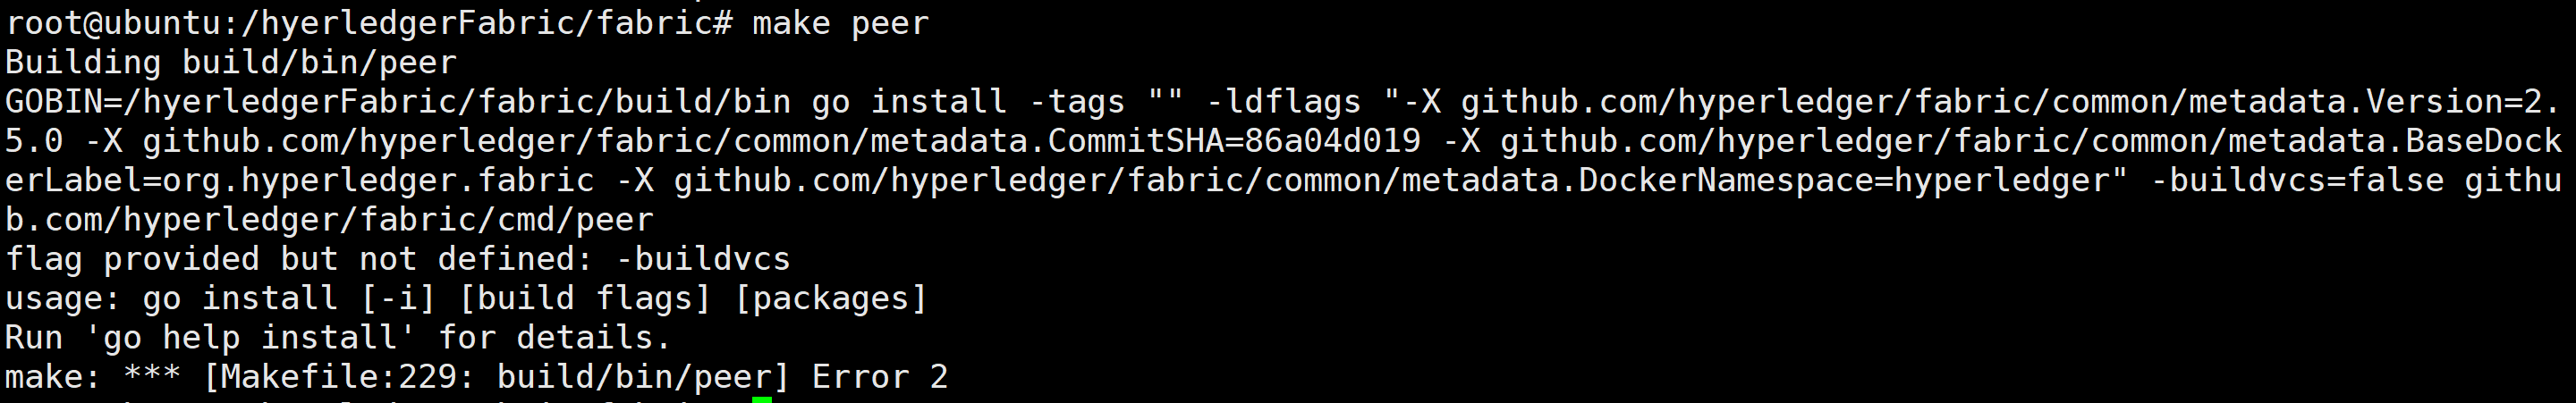 root@ubuntu:/hyerledgerFabric/fabric# make peer
Building build/bin/peer
GOBIN=/hyerledgerFabric/fabric/build/bin go install -tags "" -ldflags "-X github.com/hyperledger/fabric/common/metadata.Version=2.
5.0 -X github.com/hyperledger/fabric/common/metadata.CommitSHA=86a04d019 -X github.com/hyperledger/fabric/common/metadata.BaseDock
erLabel=org.hyperledger.fabric -X github.com/hyperledger/fabric/common/metadata.DockerNamespace=hyperledger" -buildvcs=false githu
b.com/hyperledger/fabric/cmd/peer
flag provided but not defined: -buildvcs
usage: go install [-i] [build flags] [packages]
Run 'go help install' for details.
make: *** [Makefile:229: build/bin/peer] Error 2